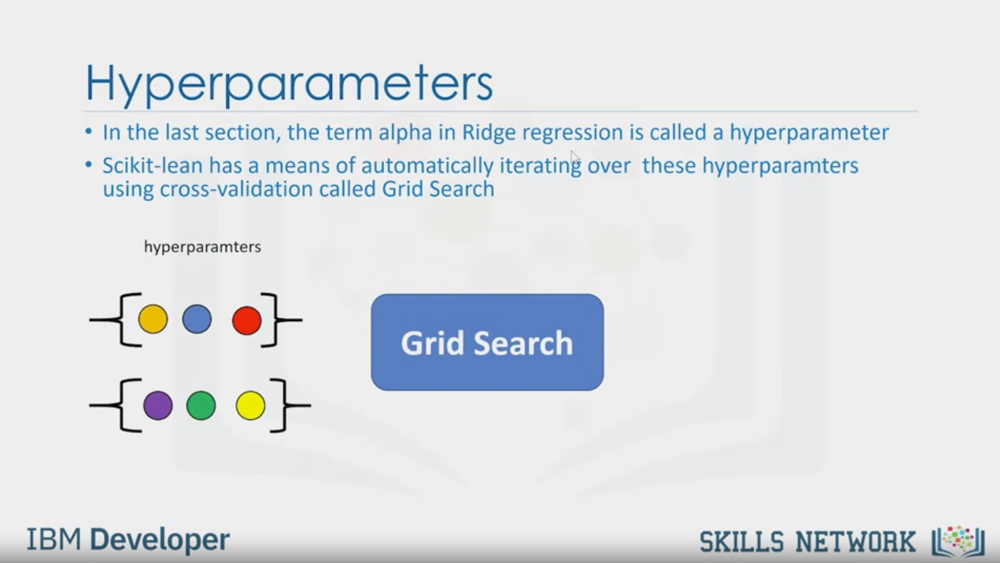 Hyperparameters
• In the last section, the term alpha in Ridge regression is called a hyperparameter
• Scikit-lean has a means of automatically iterating over these hyperparamters
using cross-validation called Grid Search
hyperparamters
Grid Search
IBM Developer
SKILLS NETWORK